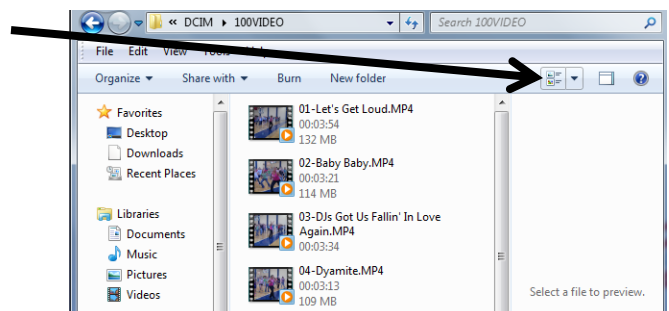 « DCIM ▸ 100VIDEO
Search 100VIDEO
File Edit View Tools
Organize Share with Burn New folder
Favorites
Desktop
Downloads
Recent Places
Libraries
Documents
Music
Pictures
Videos
01-Let's Get Loud.MP4
00:03:54
132 MB
02-Baby Baby.MP4
00:03:21
114 MB
03-DJs Got Us Fallin' In Love
Again.MP4
00:03:34
04-Dyamite.MP4
00:03:13
109 MB
Select a file to preview.